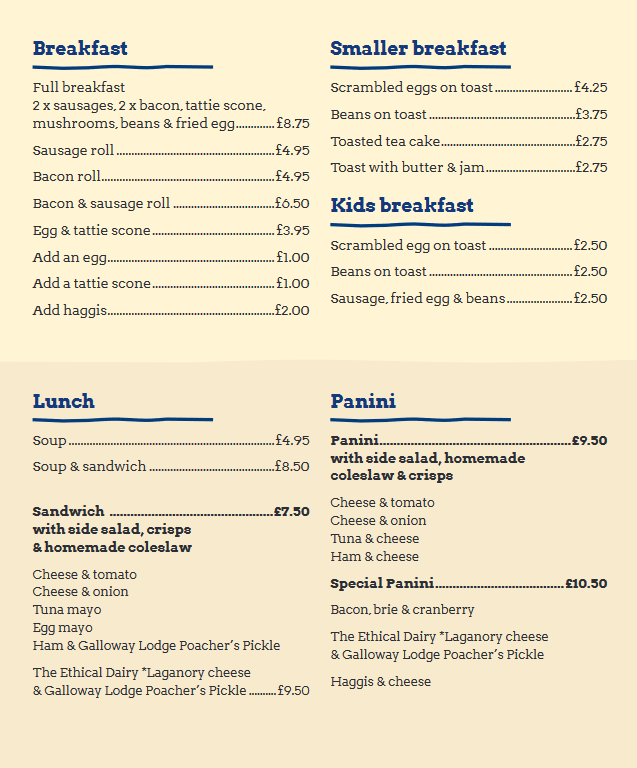 Breakfast
Full breakfast
2 x sausages, 2 x bacon, tattie scone,
mushrooms, beans & fried egg............£8.75
Sausage roll ................................................£4.95
Bacon roll....................................................£4.95
Bacon & sausage roll ...............................£6.50
Egg & tattie scone.....................................£3.95
Add an egg..................................................£1.00
Add a tattie scone.....................................£1.00
Add haggis..................................................£2.00
Smaller breakfast
Scrambled eggs on toast.......................£4.25
Beans on toast ...........................................£3.75
Toasted tea cake........................................£2.75
Toast with butter & jam..........................£2.75
Kids breakfast
Scrambled egg on toast .........................£2.50
Beans on toast ...........................................£2.50
Sausage, fried egg & beans...................£2.50
Lunch
Soup ..............................................................£4.95
Soup & sandwich ......................................£8.50
Sandwich ..................................................£7.50
with side salad, crisps
& homemade coleslaw
Cheese & tomato
Cheese & onion
Tuna mayo
Egg mayo
Ham & Galloway Lodge Poacher's Pickle
The Ethical Dairy *Laganory cheese
& Galloway Lodge Poacher's Pickle ..........£9.50
Panini
Panini..........................................................£9.50
with side salad, homemade
coleslaw & crisps
Cheese & tomato
Cheese & onion
Tuna & cheese
Ham & cheese
Special Panini.......................................£10.50
Bacon, brie & cranberry
The Ethical Dairy *Laganory cheese
& Galloway Lodge Poacher's Pickle
Haggis & cheese